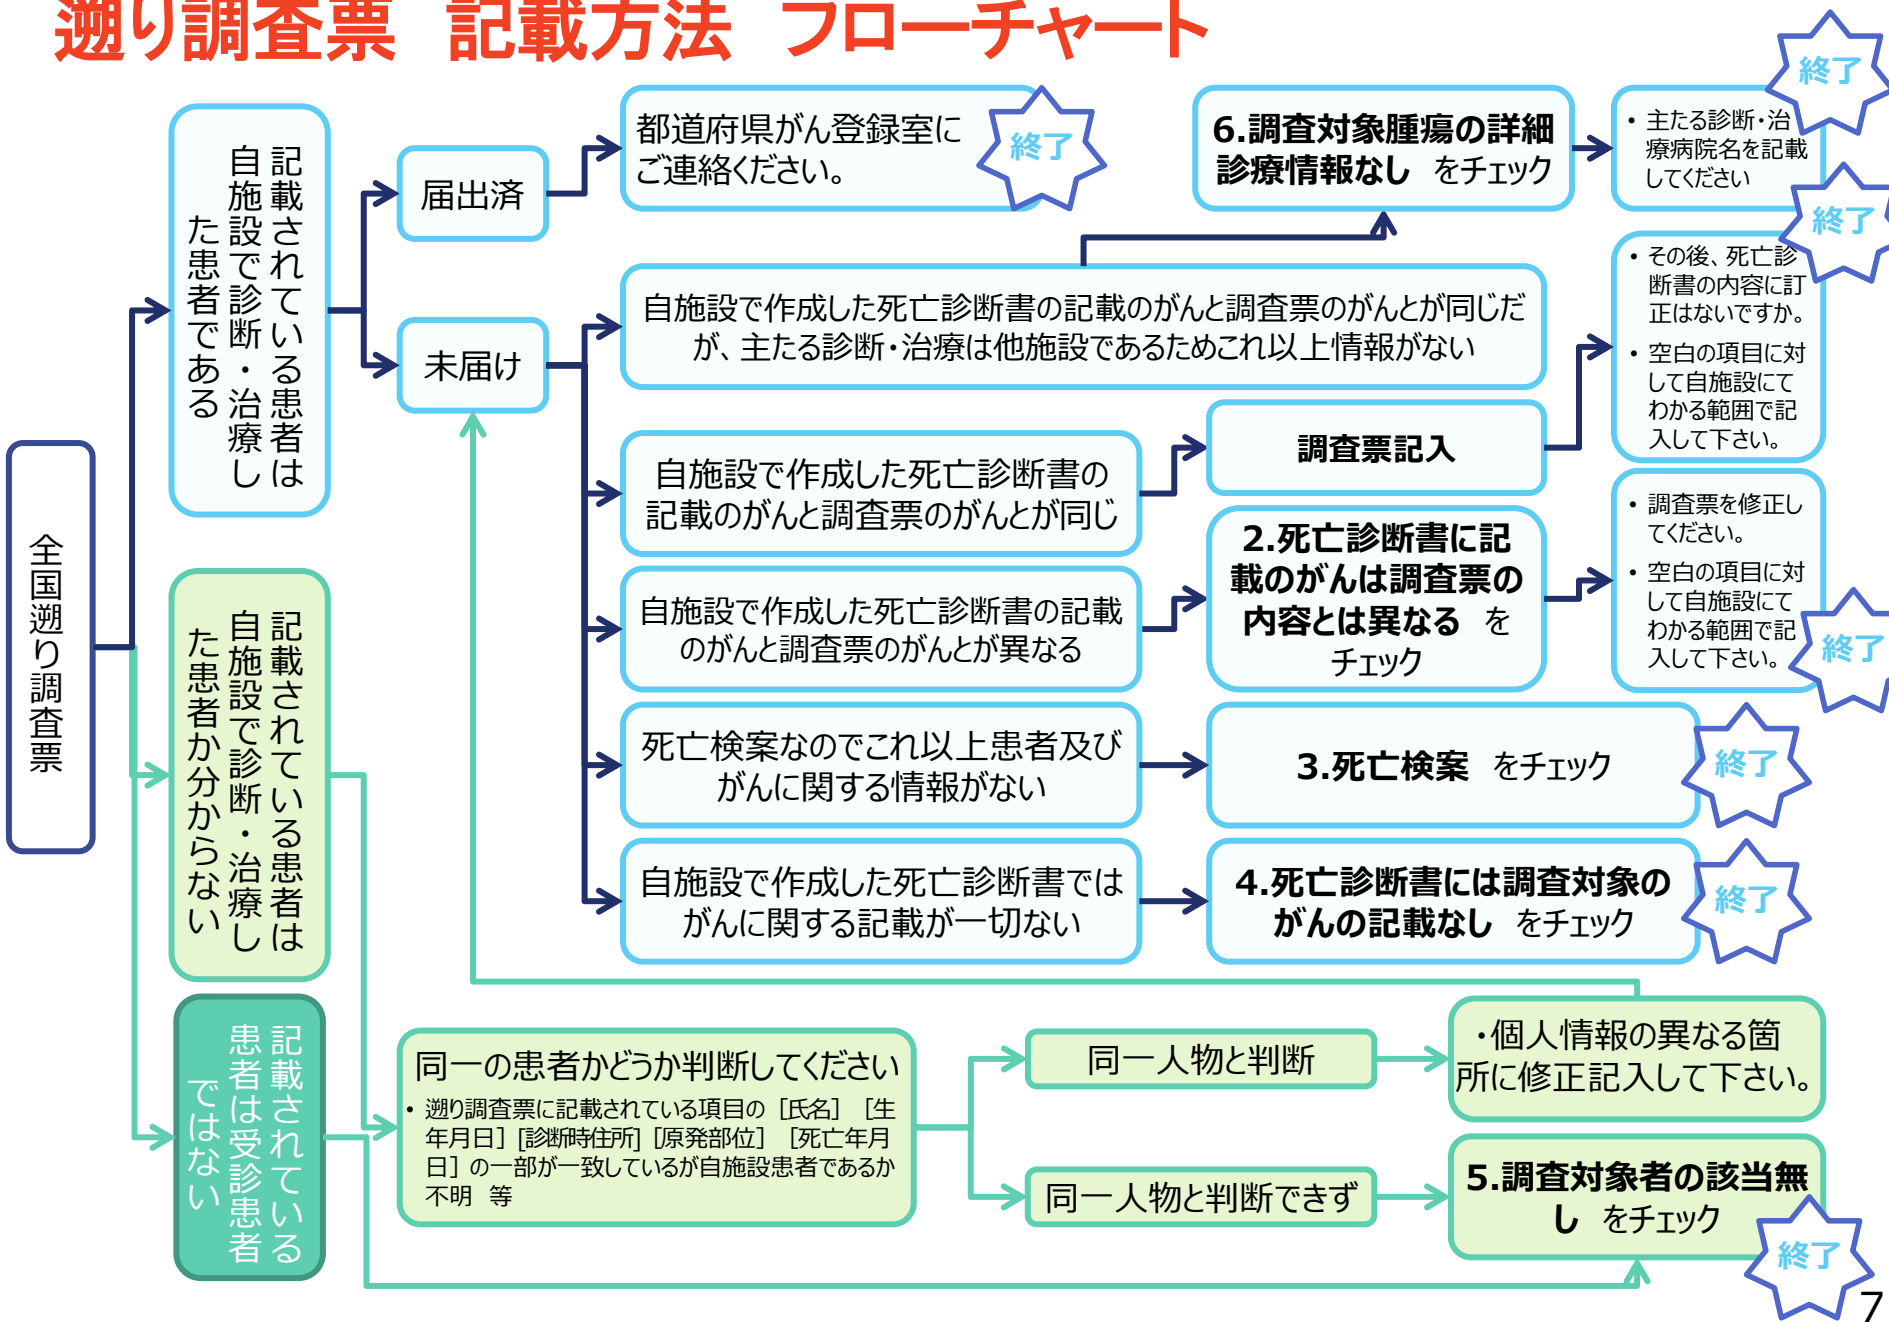 遡り調査票　記載方法　フローチャート
全国遡り調査票
記載されている患者は
自施設で診断・治療し
た患者である
届出済
都道府県がん登録室に
ご連絡ください。
終了
未届け
自施設で作成した死亡診断書の記載のがんと調査票のがんとが同じだ
が、主たる診断・治療は他施設であるためこれ以上情報がない
6.調査対象腫瘍の詳細
診療情報なし　をチェック
• 主たる診断・治
療病院名を記載
してください
終了
自施設で作成した死亡診断書の
記載のがんと調査票のがんとが同じ
調査票記入
• その後、死亡診
断書の内容に訂
正はないですか。
• 空白の項目に対
して自施設にて
わかる範囲で記
入して下さい。
終了
自施設で作成した死亡診断書の記載
のがんと調査票のがんとが異なる
2.死亡診断書に記
載のがんは調査票の
内容とは異なる　を
チェック
• 調査票を修正し
てください。
• 空白の項目に対
して自施設にて
わかる範囲で記
入して下さい。
終了
死亡検案なのでこれ以上患者及び
がんに関する情報がない
3.死亡検案　をチェック
終了
自施設で作成した死亡診断書では
がんに関する記載が一切ない
4.死亡診断書には調査対象の
がんの記載なし　をチェック
終了
記載されている患者は
自施設で診断・治療し
た患者か分からない
同一の患者かどうか判断してください
• 遡り調査票に記載されている項目の［氏名］［生
年月日］[診断時住所]［原発部位］［死亡年月
日］の一部が一致しているが自施設患者であるか
不明　等
同一人物と判断
・個人情報の異なる箇
所に修正記入して下さい。
同一人物と判断できず
5.調査対象者の該当無
し　をチェック
終了
記載されている
患者は受診患者
ではない
7